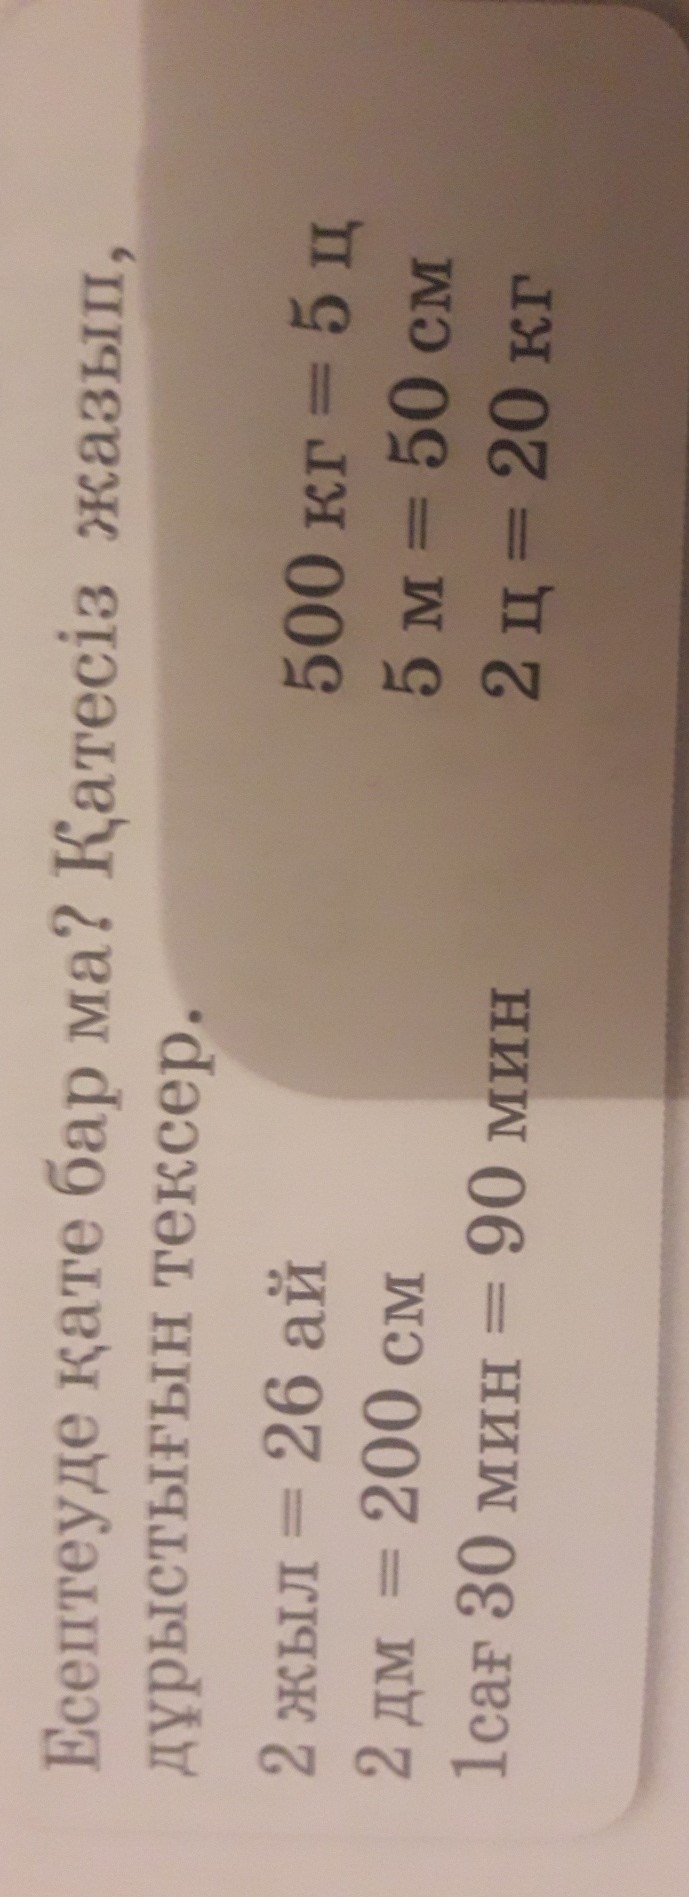 Есептеуде қате бар ма? Қатесіз жазып,
дұрыстығын тексер.
2 жыл = 26 ай 500 кг = 5 ц
2 дм = 200 см 5 м = 50 см
1сағ 30 мин = 90 мин 2 ц = 20 кг